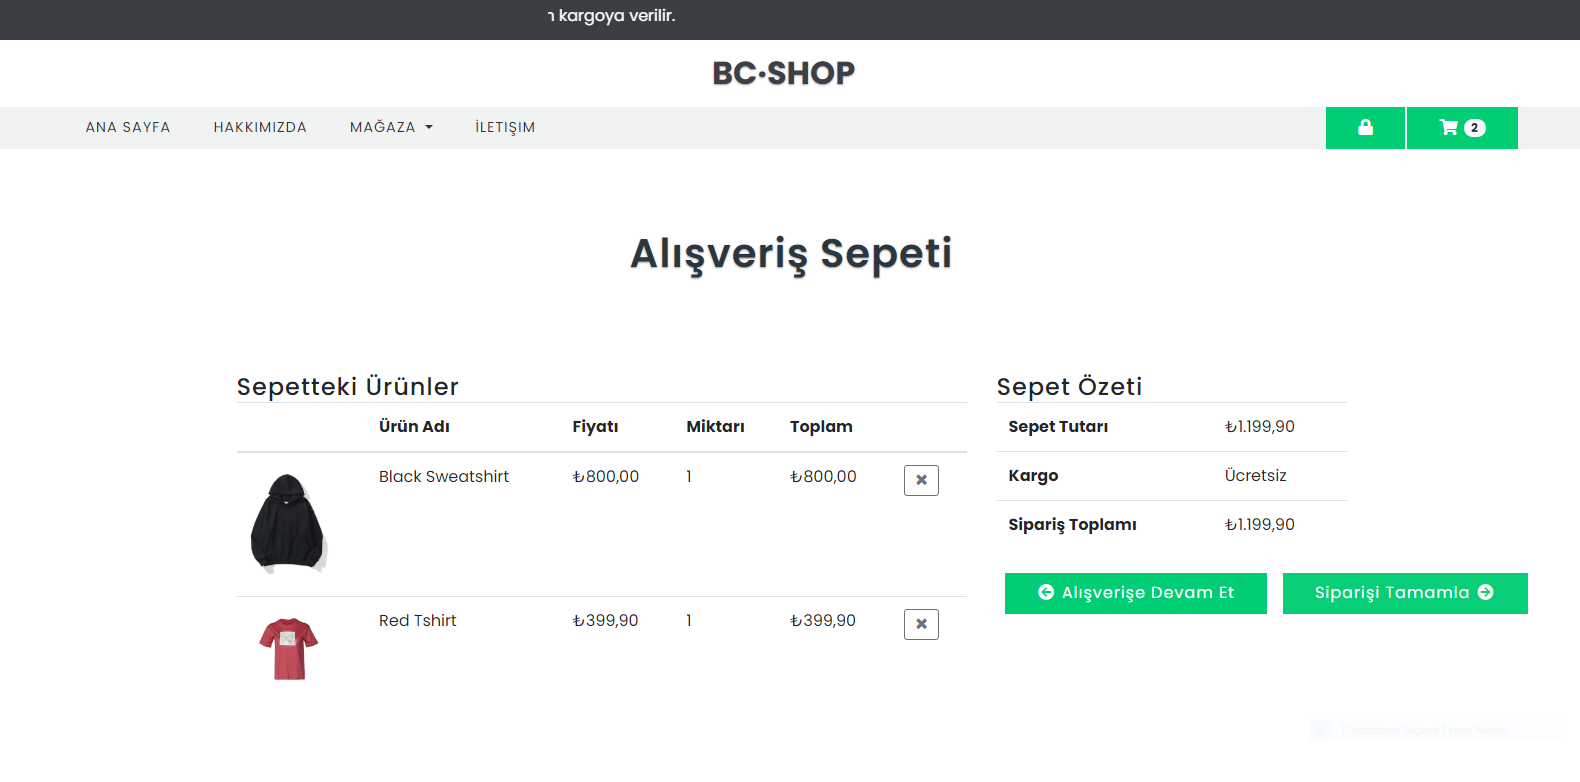 kargoya verilir.
BC·SHOP
ANA SAYFA HAKKIMIZDA MAĞAZA İLETIŞIM 2
Alışveriş Sepeti
Sepetteki Ürünler
Ürün Adı Fiyatı Miktarı Toplam
Black Sweatshirt ₺800,00 1 ₺800,00
Red Tshirt ₺399,90 1 ₺399,90
Sepet Özeti
Sepet Tutarı ₺1.199,90
Kargo Ücretsiz
Sipariş Toplamı ₺1.199,90
Alışverişe Devam Et Siparişi Tamamla